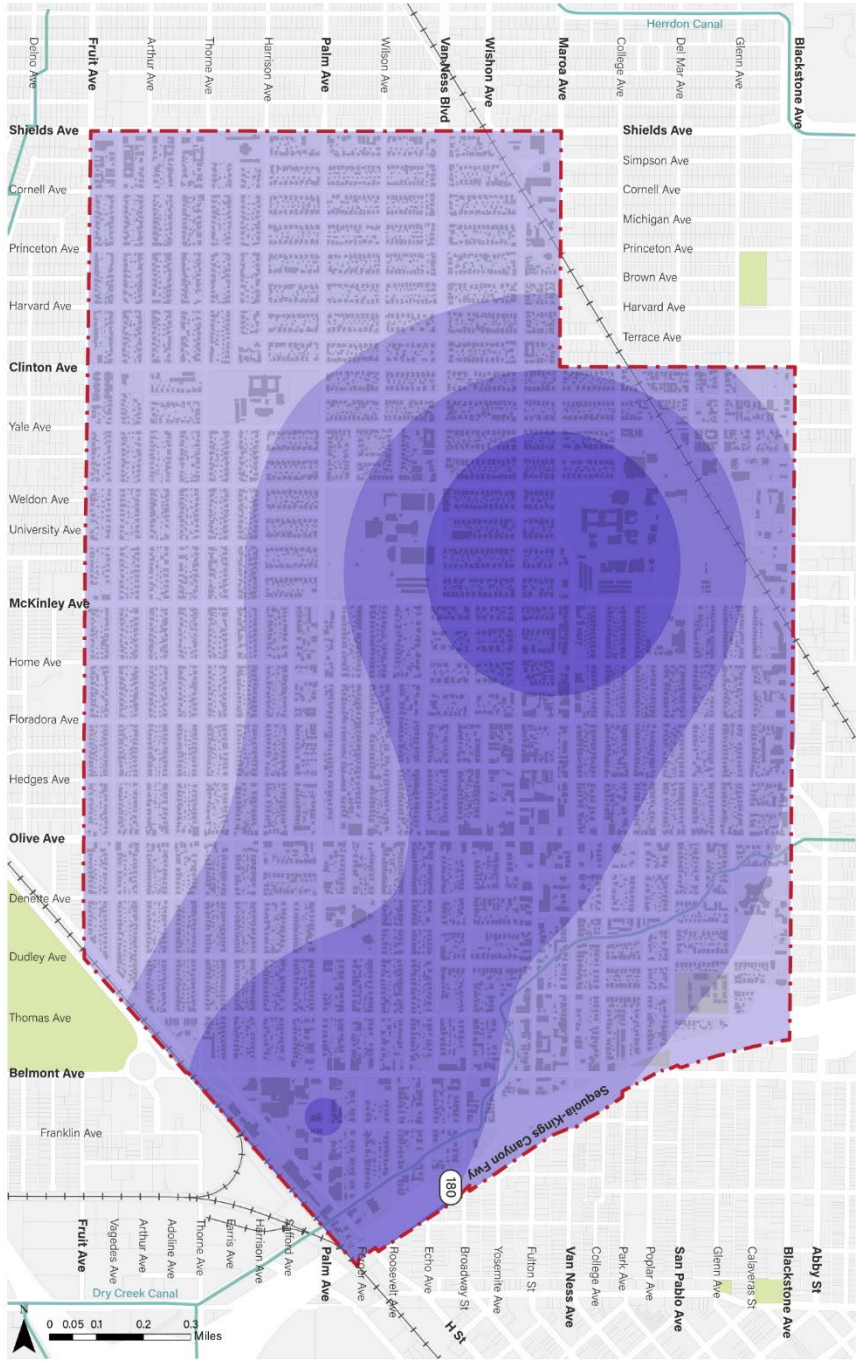 Herndon Canal
Delno Ave
Fruit Ave
Arthur Ave
Thorne Ave
Harrison Ave
Palm Ave
Wilson Ave
Van Ness Blvd
Wishon Ave
Maroa Ave
College Ave
Del Mar Ave
Glenn Ave
Blackstone Ave
Shields Ave
Shields Ave
Simpson Ave
Cornell Ave
Cornell Ave
Michigan Ave
Princeton Ave
Princeton Ave
Brown Ave
Harvard Ave
Harvard Ave
Terrace Ave
Clinton Ave
Yale Ave
Weldon Ave
University Ave
McKinley Ave
Home Ave
Floradora Ave
Hedges Ave
Olive Ave
Denette Ave
Dudley Ave
Thomas Ave
Belmont Ave
Franklin Ave
Sequoia-Kings Canyon Fwy
180
Fruit Ave
Vagedes Ave
Arthur Ave
Adoline Ave
Thorne Ave
Farris Ave
Harrison Ave
Safford Ave
Palm Ave
Ferger Ave
Roosevelt Ave
Echo Ave
Broadway St
Yosemite Ave
Fulton St
Van Ness Ave
College Ave
Park Ave
Poplar Ave
San Pablo Ave
Glenn Ave
Calaveras St
Blackstone Ave
Abby St
Dry Creek Canal
H St
N
0 0.05 0.1 0.2 0.3
Miles